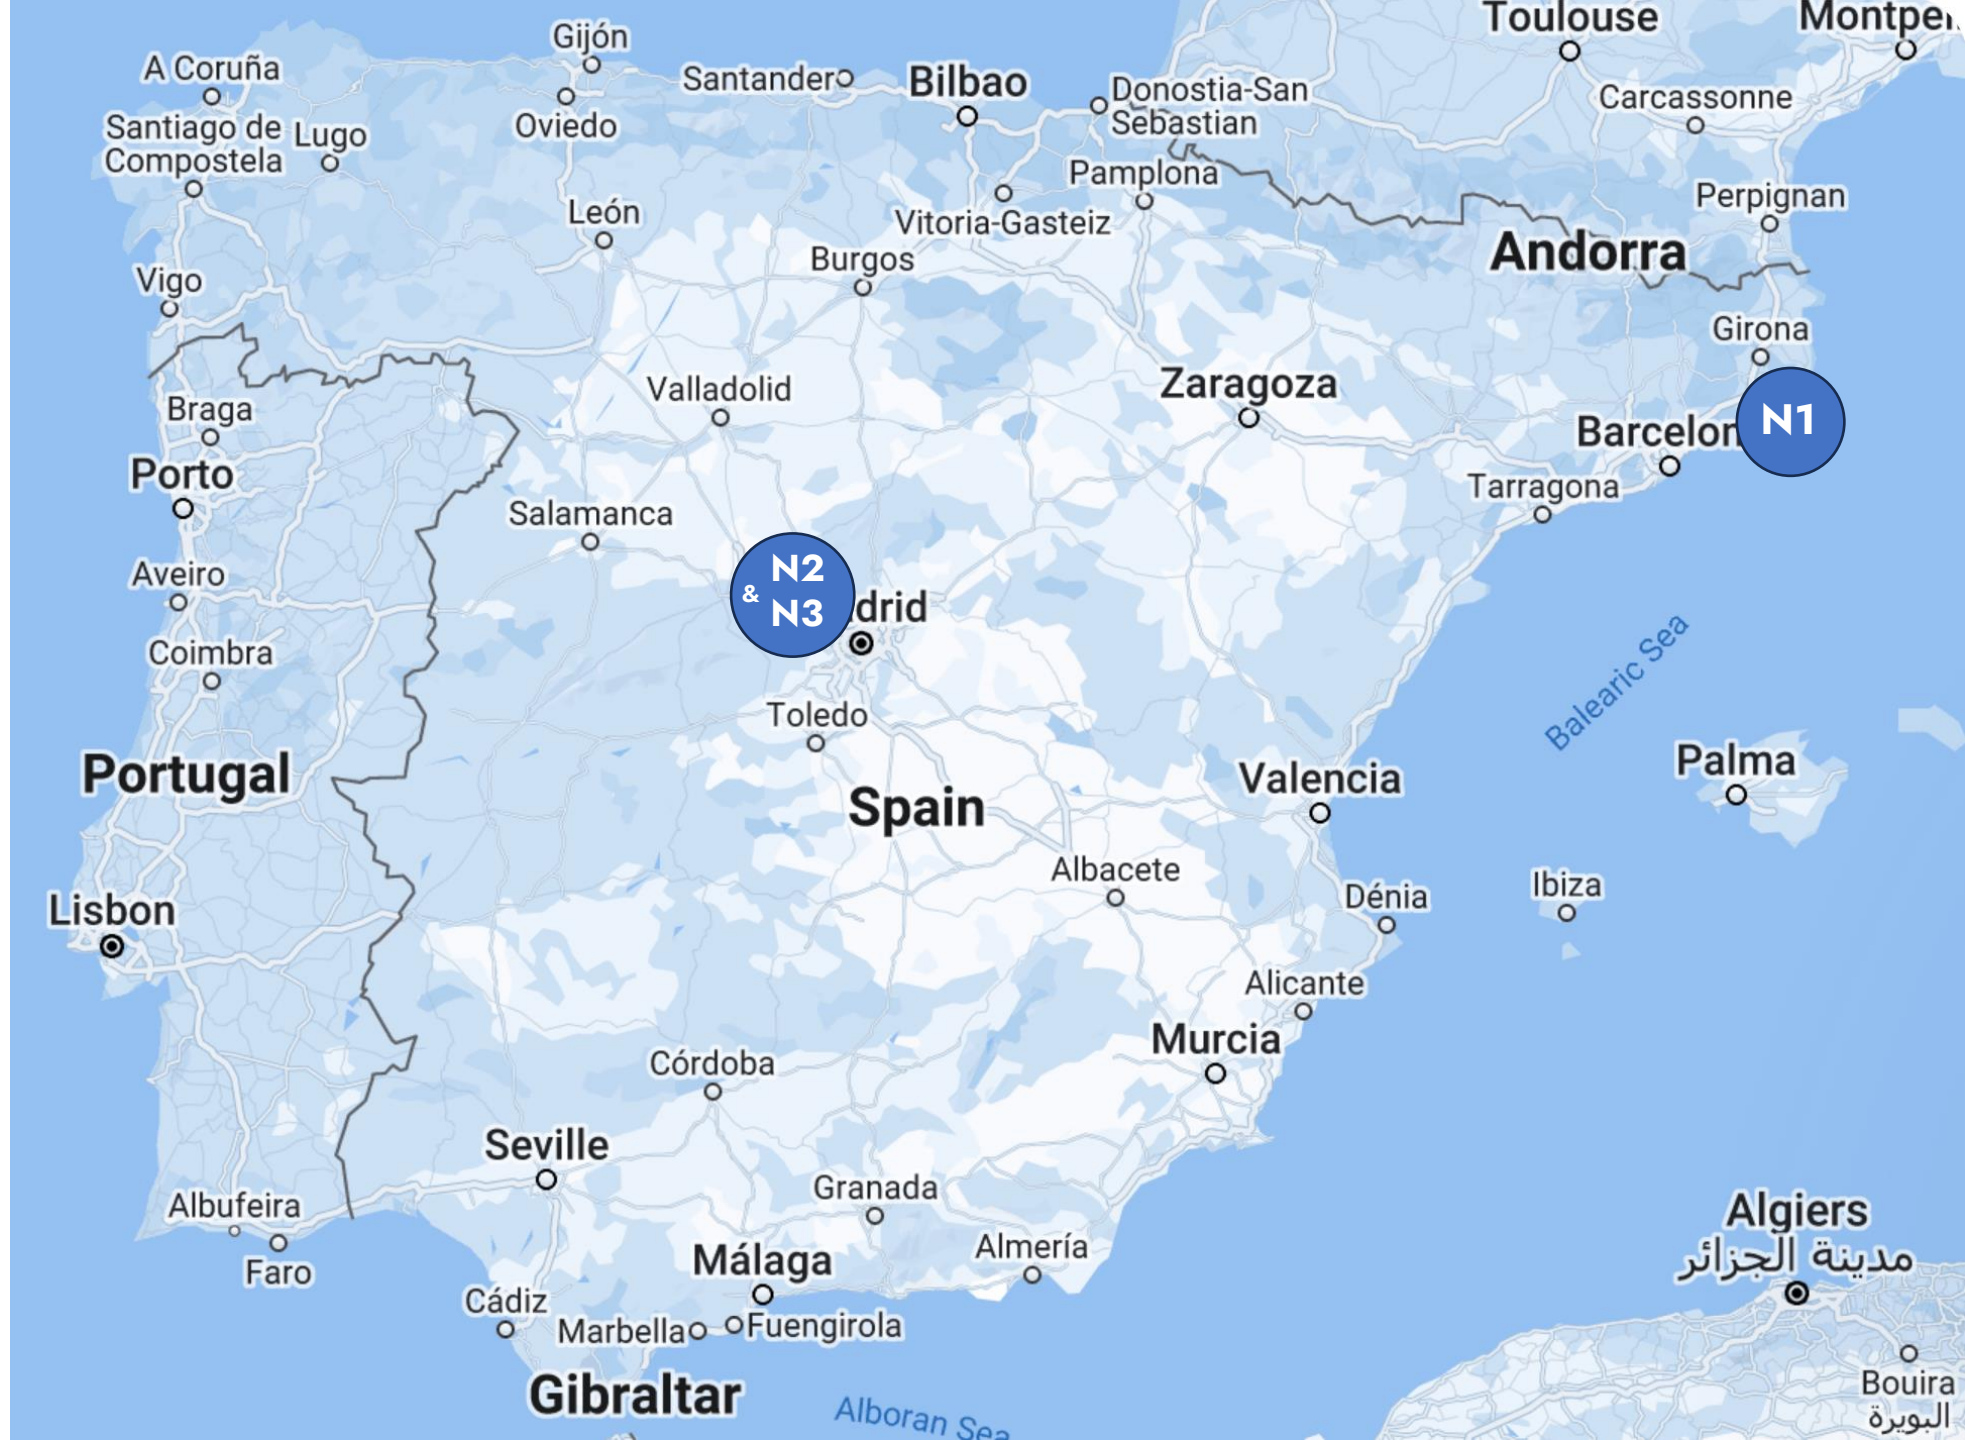 Toulouse
Montpel
Gijón
A Coruña
Santander
Bilbao
Donostia-San
Sebastian
Carcassonne
Santiago de
Compostela
Lugo
Oviedo
Pamplona
Perpignan
León
Vitoria-Gasteiz
Andorra
Burgos
Vigo
Girona
Valladolid
Zaragoza
Braga
Barcelon
N1
Porto
Tarragona
Salamanca
Aveiro
N2
&
N3
drid
Coimbra
Balearic Sea
Toledo
Portugal
Spain
Valencia
Palma
Albacete
Ibiza
Dénia
Lisbon
Alicante
Murcia
Córdoba
Seville
Granada
Albufeira
Algiers
مدينة الجزائر
Almería
Málaga
Faro
Cádiz
Marbella
Fuengirola
Gibraltar
Alboran Sea
Bouira
البويرة